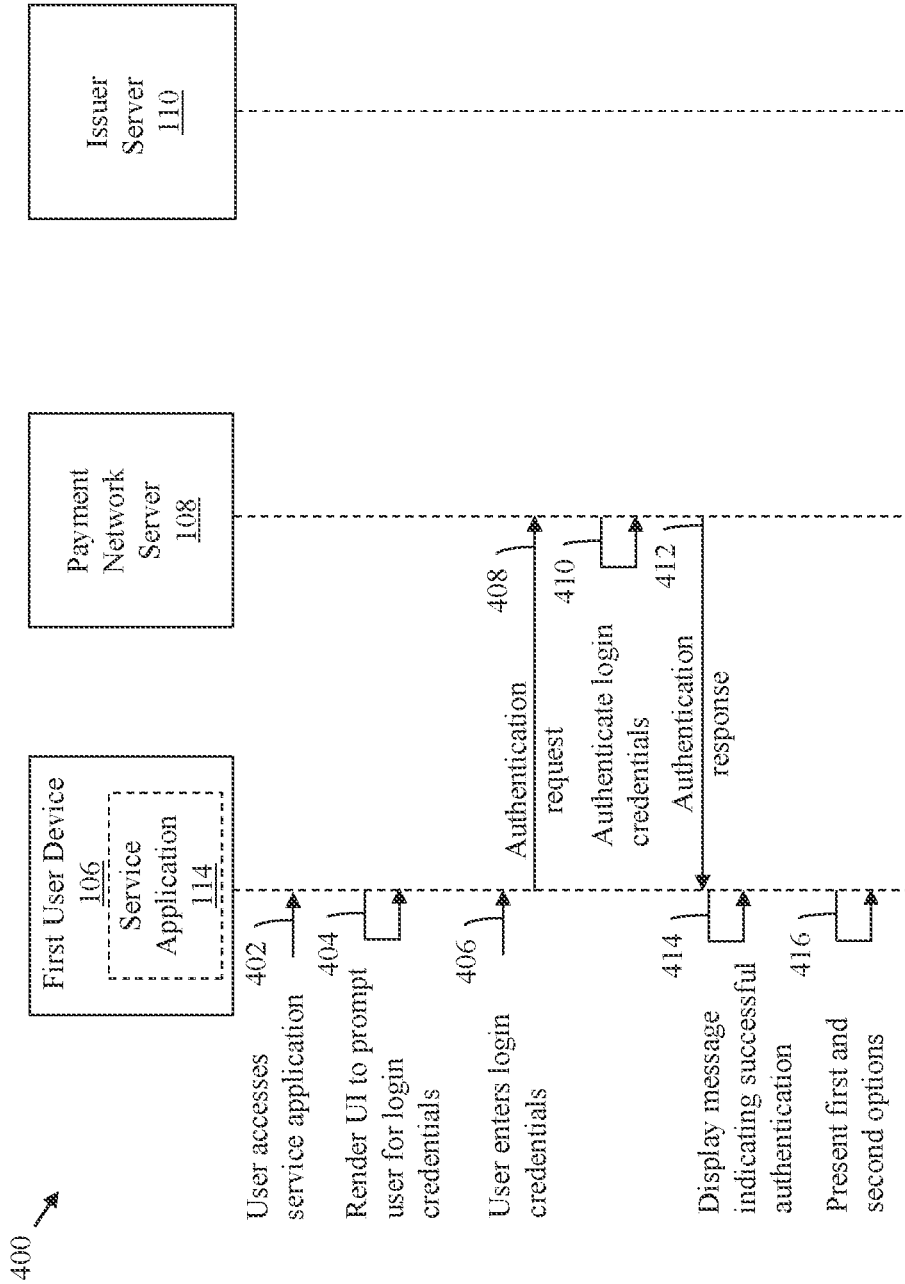 400
First User Device
106
Service
Application
114
Payment
Network
Server
108
Issuer
Server
110
User accesses
service application
402
Render UI to prompt
user for login
credentials
404
User enters login
credentials
406
Authentication
request
408
Authenticate login
credentials
410
Authentication
response
412
Display message
indicating successful
authentication
414
Present first and
second options
416